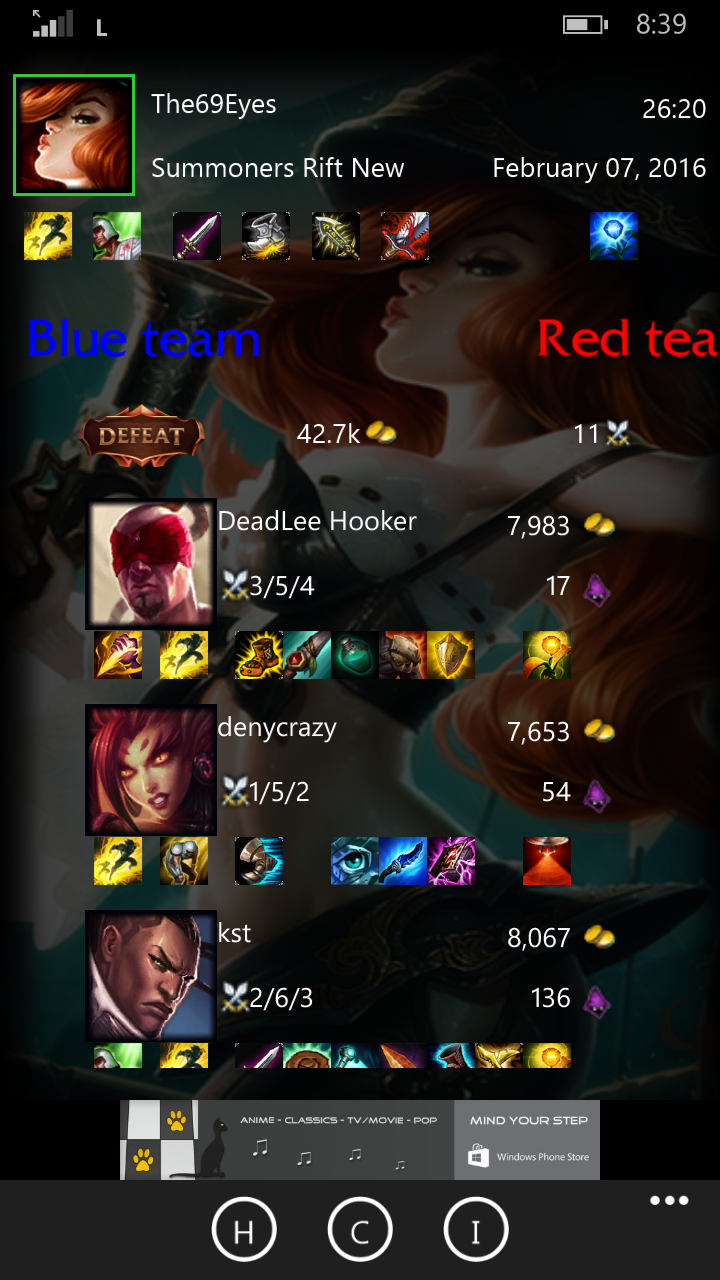 L 8:39
The69Eyes 26:20
Summoners Rift New February 07, 2016
Blue team Red tea
DEFEAT 42.7k 11
DeadLee Hooker 7,983
3/5/4 17
denycrazy 7,653
1/5/2 54
kst 8,067
2/6/3 136
ANIME - CLASSICS - TV/MOVIE - POP MIND YOUR STEP
Windows Phone Store
H C I